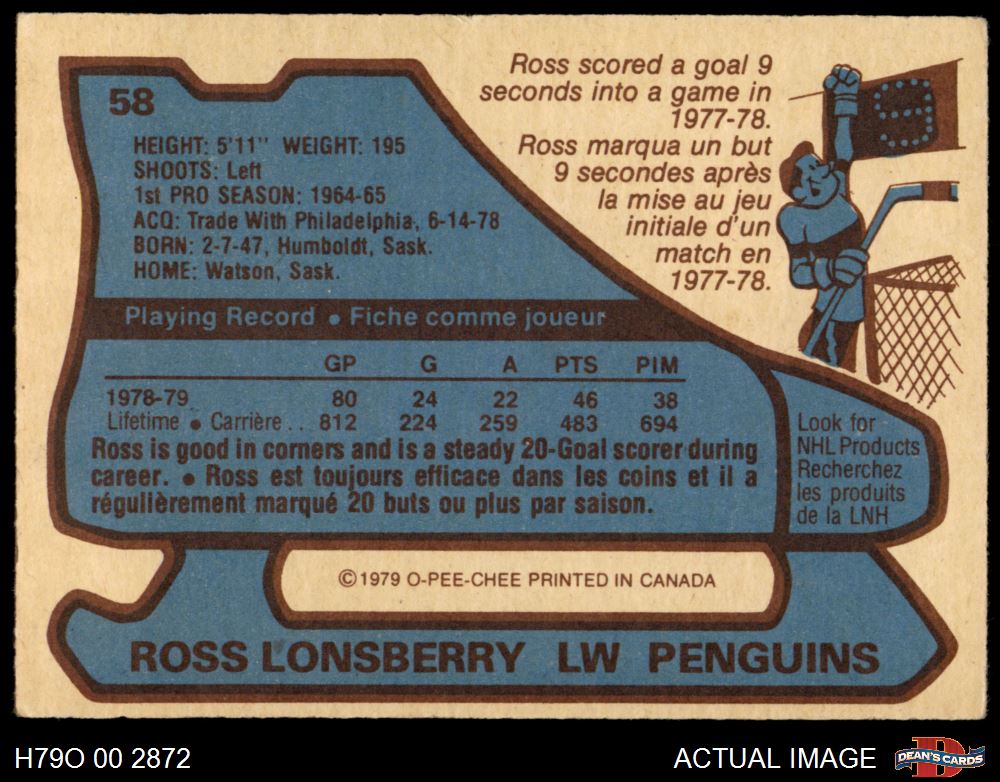 58
HEIGHT: 5'11" WEIGHT: 195
SHOOTS: Left
1st PRO SEASON: 1964-65
ACQ: Trade With Philadelphia, 6-14-78
BORN: 2-7-47, Humboldt, Sask.
HOME: Watson, Sask.
Ross scored a goal 9
seconds into a game in
1977-78.
Ross marqua un but
9 secondes après
la mise au jeu
initiale d'un
match en
1977-78.
Playing Record • Fiche comme joueur
GP G A PTS PIM
1978-79 80 24 22 46 38
Lifetime • Carrière . . 812 224 259 483 694
Ross is good in corners and is a steady 20-Goal scorer during
career. • Ross est toujours efficace dans les coins et il a
régulièrement marqué 20 buts ou plus par saison.
Look for
NHL Products
Recherchez
les produits
de la LNH
©1979 O-PEE-CHEE PRINTED IN CANADA
ROSS LONSBERRY LW PENGUINS
H79O 00 2872
ACTUAL IMAGE
D
DEAN'S CARDS